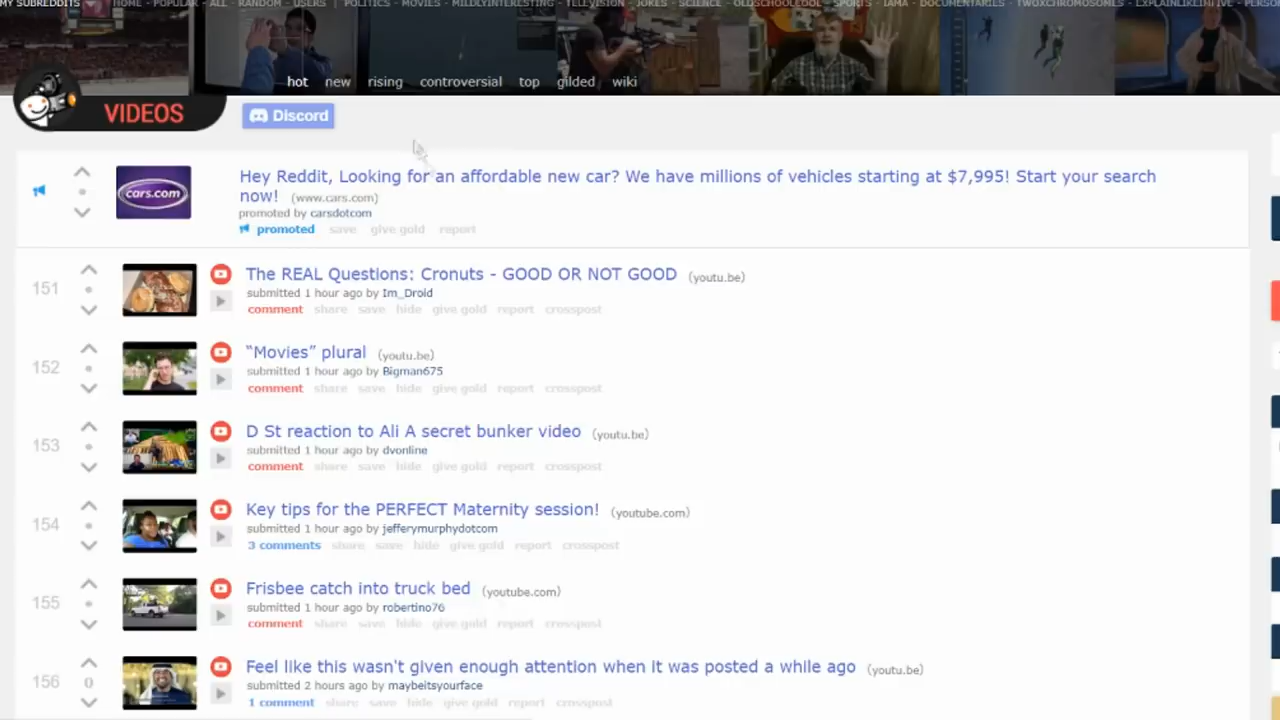 MY SUBREDDITS HOME - POPULAR - ALL - RANDOM - USERS | POLITICS - MOVIES - MILDLYINTERESTING - TELEVISION - JOKES - SCIENCE - OLDSCHOOLCOOL - SPORTS - IAMA - DOCUMENTARIES - TWOXCHROMOSOMES - EXPLAINLIKEIMFIVE - PERSO
hot new rising controversial top gilded wiki
VIDEOS Discord
cars.com
Hey Reddit, Looking for an affordable new car? We have millions of vehicles starting at $7,995! Start your search
now! (www.cars.com)
promoted by carsdotcom
promoted save give gold report
151 The REAL Questions: Cronuts - GOOD OR NOT GOOD (youtu.be)
submitted 1 hour ago by Im_Droid
comment share save hide give gold report crosspost
152 “Movies” plural (youtu.be)
submitted 1 hour ago by Bigman675
comment share save hide give gold report crosspost
153 D St reaction to Ali A secret bunker video (youtu.be)
submitted 1 hour ago by dvonline
comment share save hide give gold report crosspost
154 Key tips for the PERFECT Maternity session! (youtube.com)
submitted 1 hour ago by jefferymurphydotcom
3 comments share save hide give gold report crosspost
155 Frisbee catch into truck bed (youtube.com)
submitted 1 hour ago by robertino76
comment share save hide give gold report crosspost
156 0 Feel like this wasn't given enough attention when it was posted a while ago (youtu.be)
submitted 2 hours ago by maybeitsyourface
1 comment share save hide give gold report crosspost